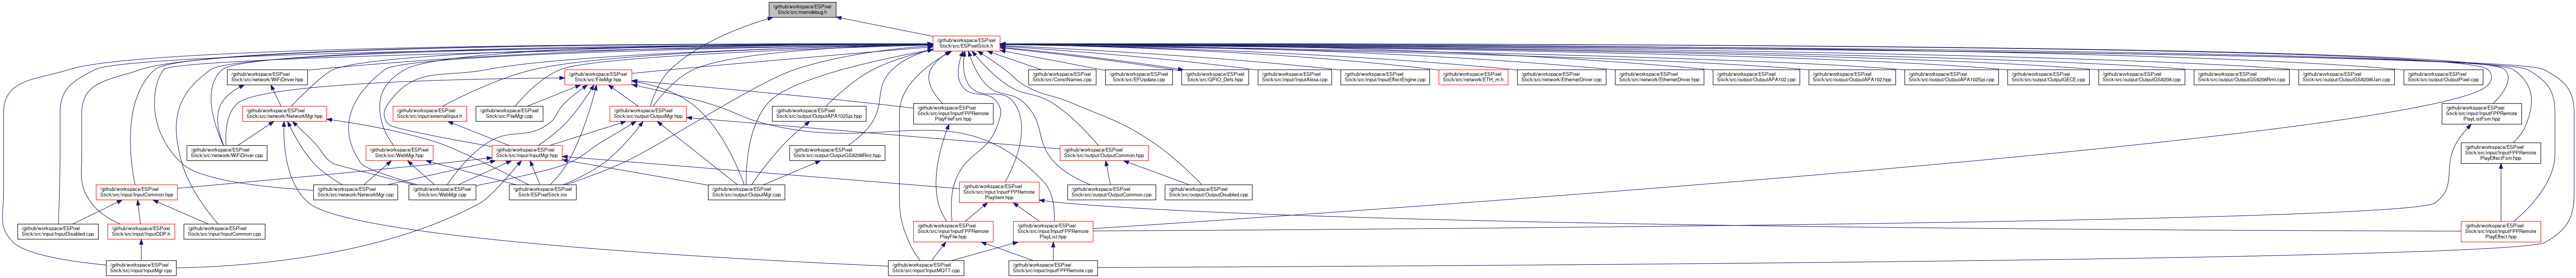 /github/workspace/ESPixel
Stick/src/memdebug.h
/github/workspace/ESPixel
Stick/src/ESPixelStick.h
/github/workspace/ESPixel
Stick/src/network/WiFiDriver.hpp
/github/workspace/ESPixel
Stick/src/FileMgr.hpp
/github/workspace/ESPixel
Stick/src/ConstNames.cpp
/github/workspace/ESPixel
Stick/src/EFUpdate.cpp
/github/workspace/ESPixel
Stick/src/GPIO_Defs.hpp
/github/workspace/ESPixel
Stick/src/input/InputAlexa.cpp
/github/workspace/ESPixel
Stick/src/input/InputEffectEngine.cpp
/github/workspace/ESPixel
Stick/src/network/ETH_m.h
/github/workspace/ESPixel
Stick/src/network/EthernetDriver.cpp
/github/workspace/ESPixel
Stick/src/network/EthernetDriver.hpp
/github/workspace/ESPixel
Stick/src/output/OutputAPA102.cpp
/github/workspace/ESPixel
Stick/src/output/OutputAPA102.hpp
/github/workspace/ESPixel
Stick/src/output/OutputAPA102Spi.cpp
/github/workspace/ESPixel
Stick/src/output/OutputGECE.cpp
/github/workspace/ESPixel
Stick/src/output/OutputGS8208.cpp
/github/workspace/ESPixel
Stick/src/output/OutputGS8208Rmt.cpp
/github/workspace/ESPixel
Stick/src/output/OutputGS8208Uart.cpp
/github/workspace/ESPixel
Stick/src/output/OutputPixel.cpp
/github/workspace/ESPixel
Stick/src/network/NetworkMgr.hpp
/github/workspace/ESPixel
Stick/src/input/externalInput.h
/github/workspace/ESPixel
Stick/src/FileMgr.cpp
/github/workspace/ESPixel
Stick/src/output/OutputMgr.hpp
/github/workspace/ESPixel
Stick/src/output/OutputAPA102Spi.hpp
/github/workspace/ESPixel
Stick/src/input/InputFPPRemote
PlayFileFsm.hpp
/github/workspace/ESPixel
Stick/src/input/InputFPPRemote
PlayListFsm.hpp
/github/workspace/ESPixel
Stick/src/network/WiFiDriver.cpp
/github/workspace/ESPixel
Stick/src/WebMgr.hpp
/github/workspace/ESPixel
Stick/src/input/InputMgr.hpp
/github/workspace/ESPixel
Stick/src/output/OutputGS8208Rmt.hpp
/github/workspace/ESPixel
Stick/src/output/OutputCommon.hpp
/github/workspace/ESPixel
Stick/src/input/InputFPPRemote
PlayEffectFsm.hpp
/github/workspace/ESPixel
Stick/src/input/InputCommon.hpp
/github/workspace/ESPixel
Stick/src/network/NetworkMgr.cpp
/github/workspace/ESPixel
Stick/src/WebMgr.cpp
/github/workspace/ESPixel
Stick/ESPixelStick.ino
/github/workspace/ESPixel
Stick/src/output/OutputMgr.cpp
/github/workspace/ESPixel
Stick/src/input/InputFPPRemote
PlayItem.hpp
/github/workspace/ESPixel
Stick/src/output/OutputCommon.cpp
/github/workspace/ESPixel
Stick/src/output/OutputDisabled.cpp
/github/workspace/ESPixel
Stick/src/input/InputDisabled.cpp
/github/workspace/ESPixel
Stick/src/input/InputDDP.h
/github/workspace/ESPixel
Stick/src/input/InputCommon.cpp
/github/workspace/ESPixel
Stick/src/input/InputFPPRemote
PlayFile.hpp
/github/workspace/ESPixel
Stick/src/input/InputFPPRemote
PlayList.hpp
/github/workspace/ESPixel
Stick/src/input/InputFPPRemote
PlayEffect.hpp
/github/workspace/ESPixel
Stick/src/input/InputMgr.cpp
/github/workspace/ESPixel
Stick/src/input/InputMQTT.cpp
/github/workspace/ESPixel
Stick/src/input/InputFPPRemote.cpp